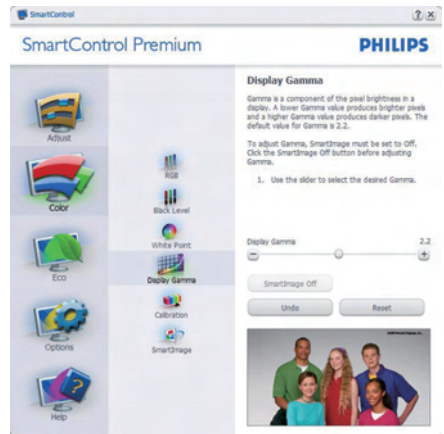 SmartControl
SmartControl Premium
PHILIPS
Adjust
Color
Eco
Options
Help
RGB
Black Level
White Point
Display Gamma
Calibration
SmartImage
Display Gamma
Gamma is a component of the pixel brightness in a
display. A lower Gamma value produces brighter pixels
and a higher Gamma value produces darker pixels. The
default value for Gamma is 2.2.
To adjust Gamma, SmartImage must be set to Off.
Click the SmartImage Off button before adjusting
Gamma.
1. Use the slider to select the desired Gamma.
Display Gamma 2.2
SmartImage Off
Undo Reset